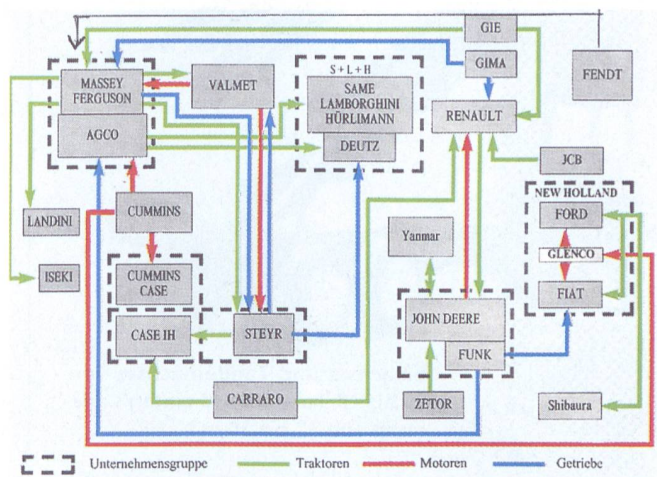 GIE
GIMA
FENDT
MASSEY
FERGUSON
AGCO
VALMET
S + L + H
SAME
LAMBORGHINI
HÜRLIMANN
DEUTZ
RENAULT
JCB
NEW HOLLAND
FORD
GLENCO
FIAT
LANDINI
CUMMINS
Yanmar
ISEKI
CUMMINS
CASE
CASE IH
STEYR
JOHN DEERE
FUNK
CARRARO
ZETOR
Shibaura
Unternehmensgruppe
Traktoren
Motoren
Getriebe